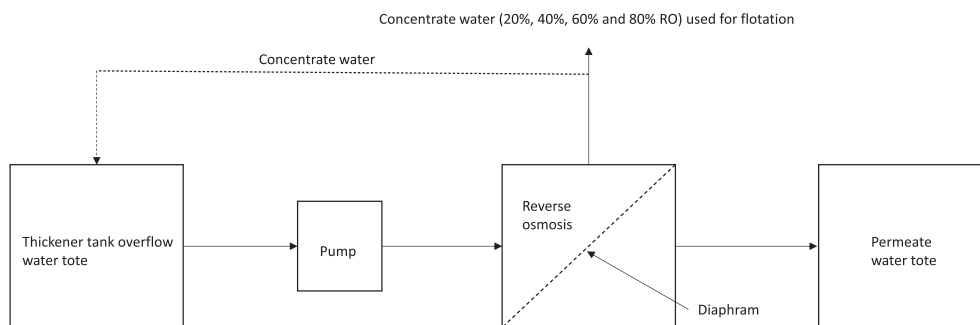 Concentrate water (20%, 40%, 60% and 80% RO) used for flotation
Concentrate water
Thickener tank overflow
water tote
Pump
Reverse
osmosis
Permeate
water tote
Diaphram